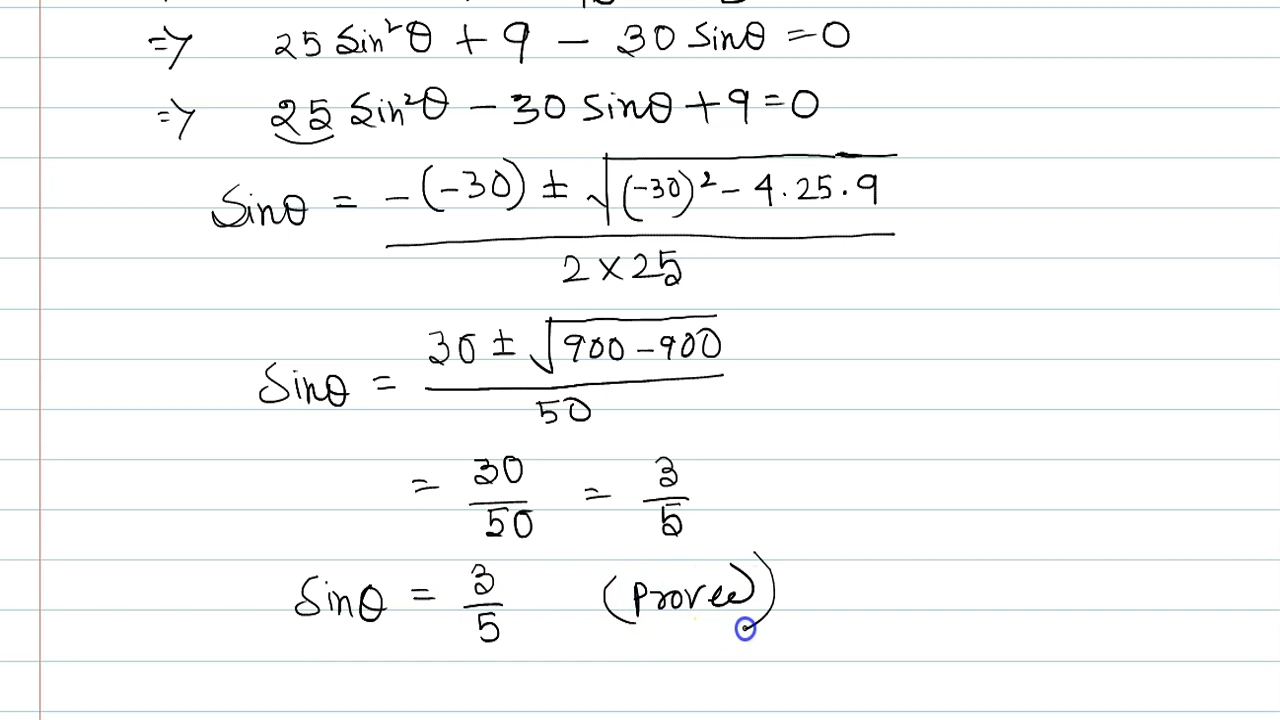 => 25 Sin²θ + 9 - 30 Sinθ = 0
=> 25 Sin²θ - 30 Sinθ + 9 = 0
Sinθ = -(-30) ± √(-30)² - 4.25.9
2 × 25
Sinθ = 30 ± √900 - 900
50
= 30/50 = 3/5
Sinθ = 3/5 (Proved)